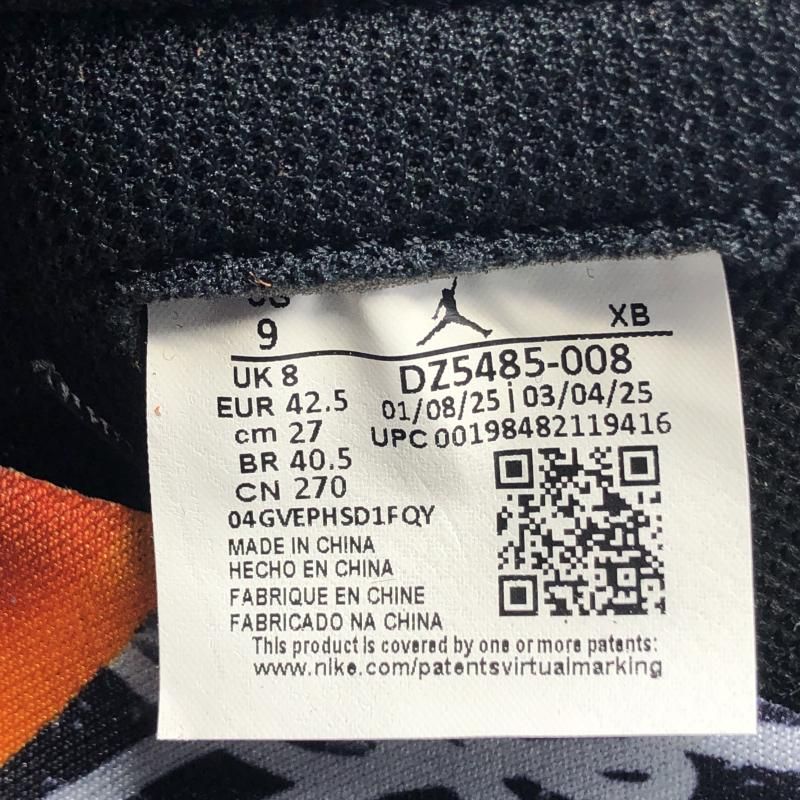 9
XB
UK 8
DZ5485-008
EUR 42.5
01/08/25 | 03/04/25
cm 27
UPC 00198482119416
BR 40.5
CN 270
04GVEPHSD1FQY
MADE IN CHINA
HECHO EN CHINA
FABRIQUE EN CHINE
FABRICADO NA CHINA
This product is covered by one or more patents:
www.nike.com/patentsvirtualmarking